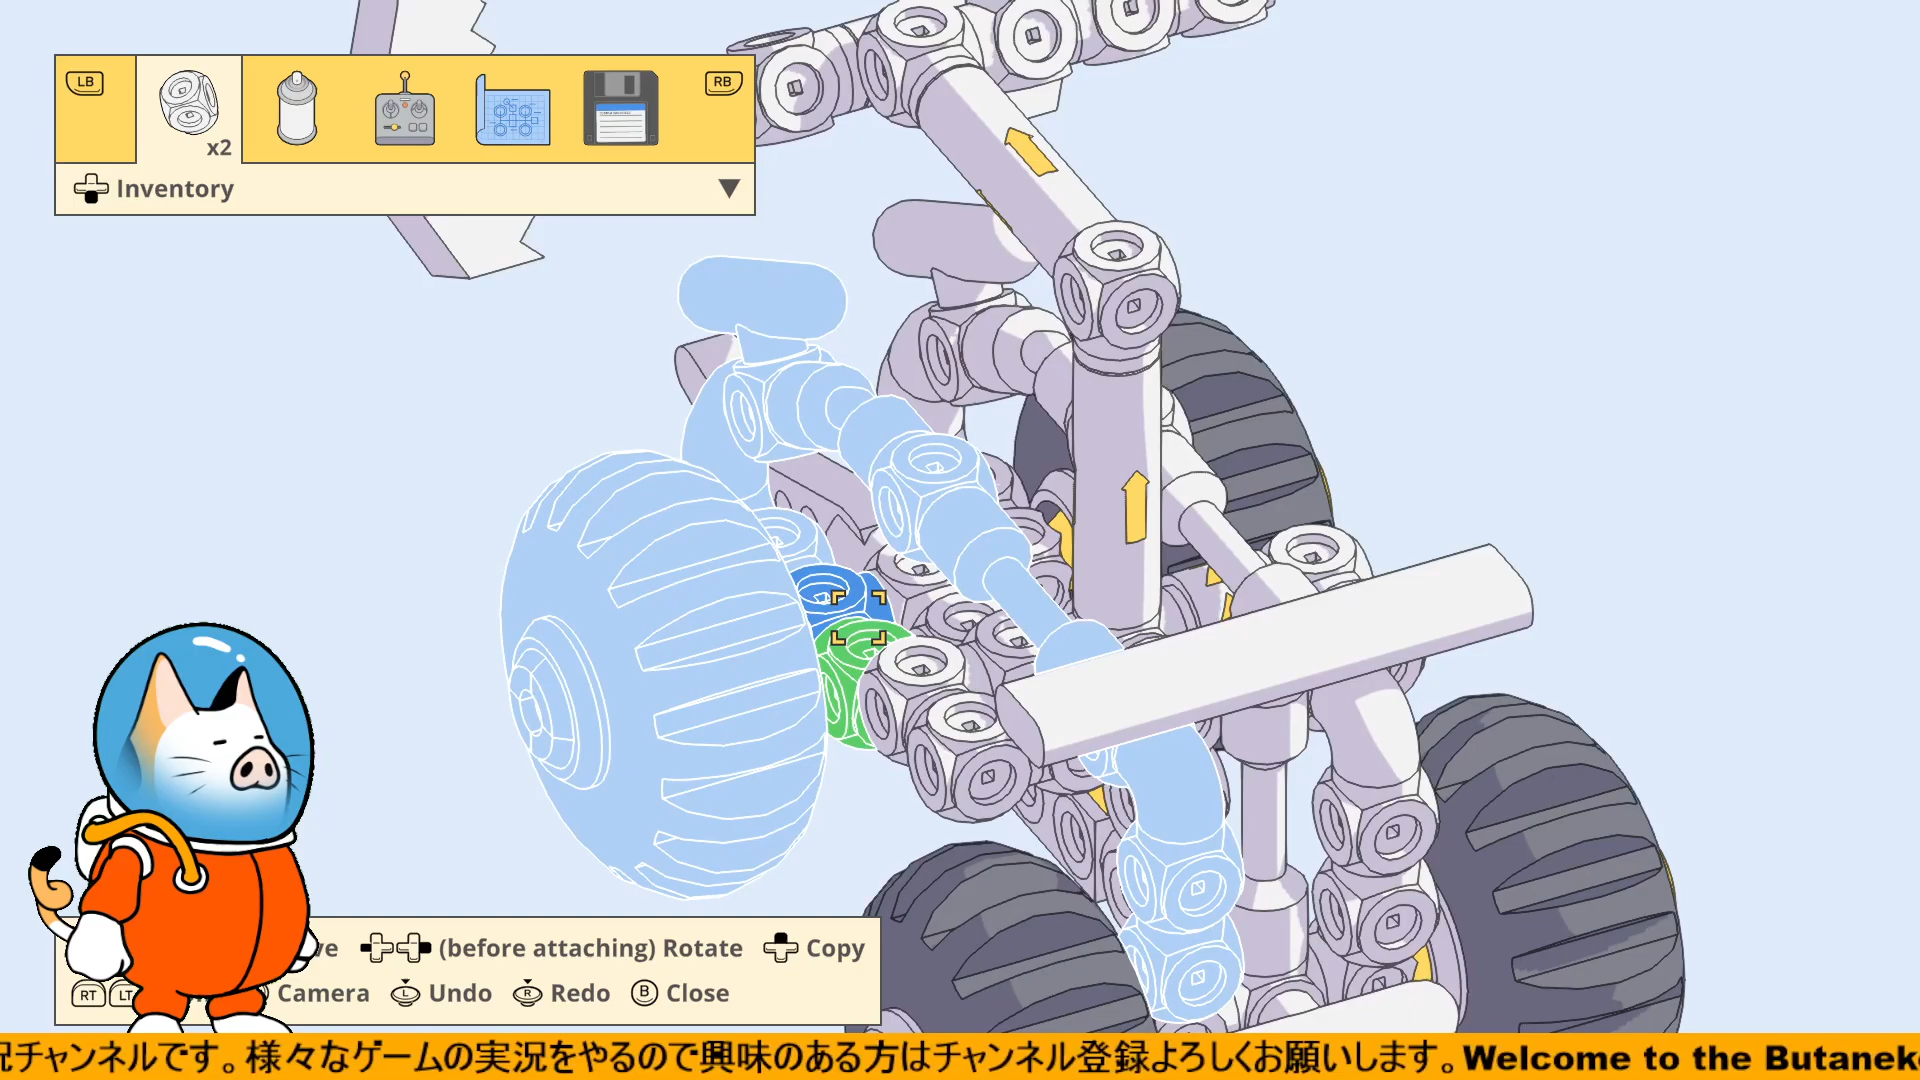 LB
RB
x2
Inventory
ve (before attaching) Rotate Copy
RT LT Camera L Undo R Redo B Close
況チャンネルです。様々なゲームの実況をやるので興味のある方はチャンネル登録よろしくお願いします。Welcome to the Butanek